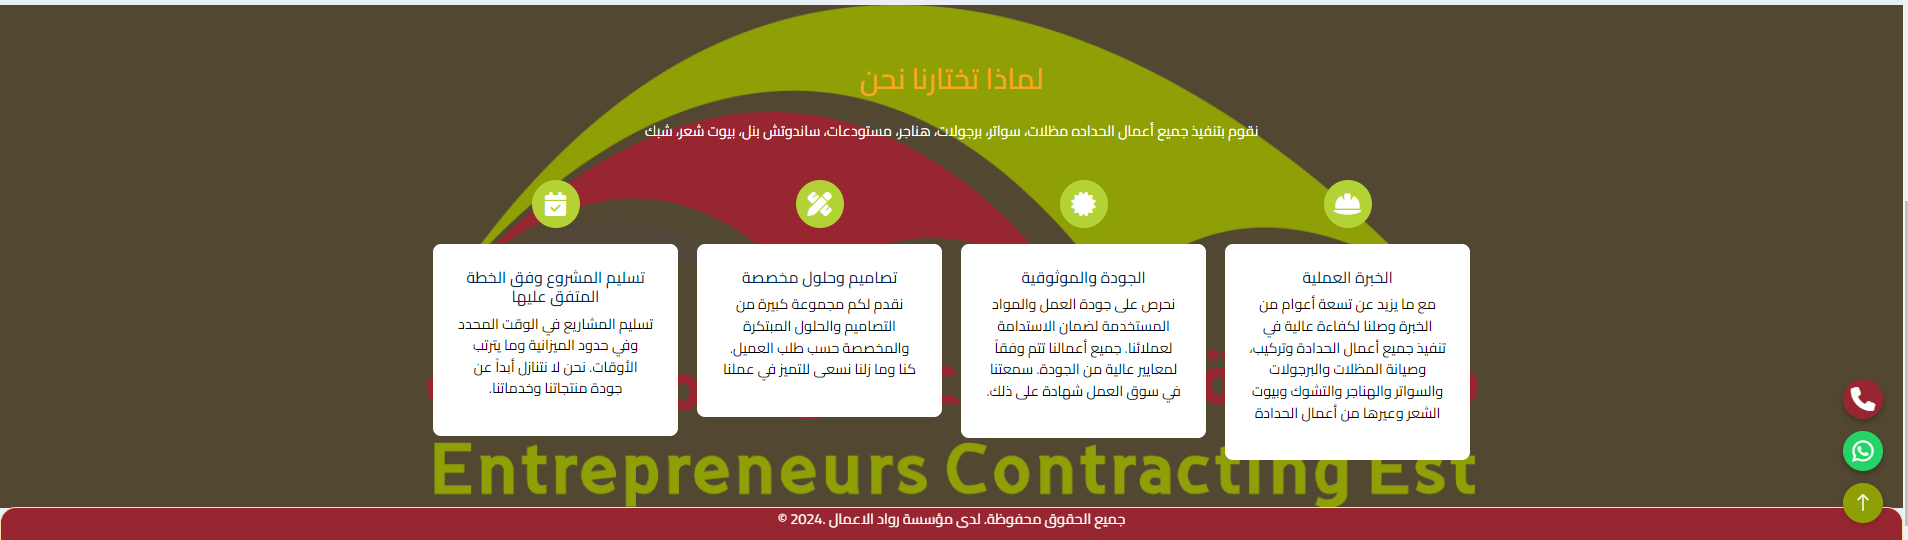 لماذا تختارنا نحن
نقوم بتنفيذ جميع أعمال الحداده مظلات، سواتر، برجولات، هناجر، مستودعات، ساندوتش بنل، بيوت شعر، شبك
الخبرة العملية
مع ما يزيد عن تسعة أعوام من
الخبرة وصلنا لكفاءة عالية في
تنفيذ جميع أعمال الحدادة وتركيب،
وصيانة المظلات والبرجولات
والسواتر والهناجر والتشوك وبيوت
الشعر وعيرها من أعمال الحدادة
الجودة والموثوقية
نحرص على جودة العمل والمواد
المستخدمة لضمان الاستدامة
لعملائنا. جميع أعمالنا تتم وفقاً
لمعايير عالية من الجودة. سمعتنا
في سوق العمل شهادة على ذلك.
تصاميم وحلول مخصصة
نقدم لكم مجموعة كبيرة من
التصاميم والحلول المبتكرة
والمخصصة حسب طلب العميل.
كنا وما زلنا نسعى للتميز في عملنا
تسليم المشروع وفق الخطة
المتفق عليها
تسليم المشاريع في الوقت المحدد
وفي حدود الميزانية وما يترتب
الأوقات. نحن لا نتنازل أبداً عن
جودة منتجاتنا وخدماتنا.
Entrepreneurs Contracting Est
جميع الحقوق محفوظة. لدى مؤسسة رواد الاعمال .2024 ©